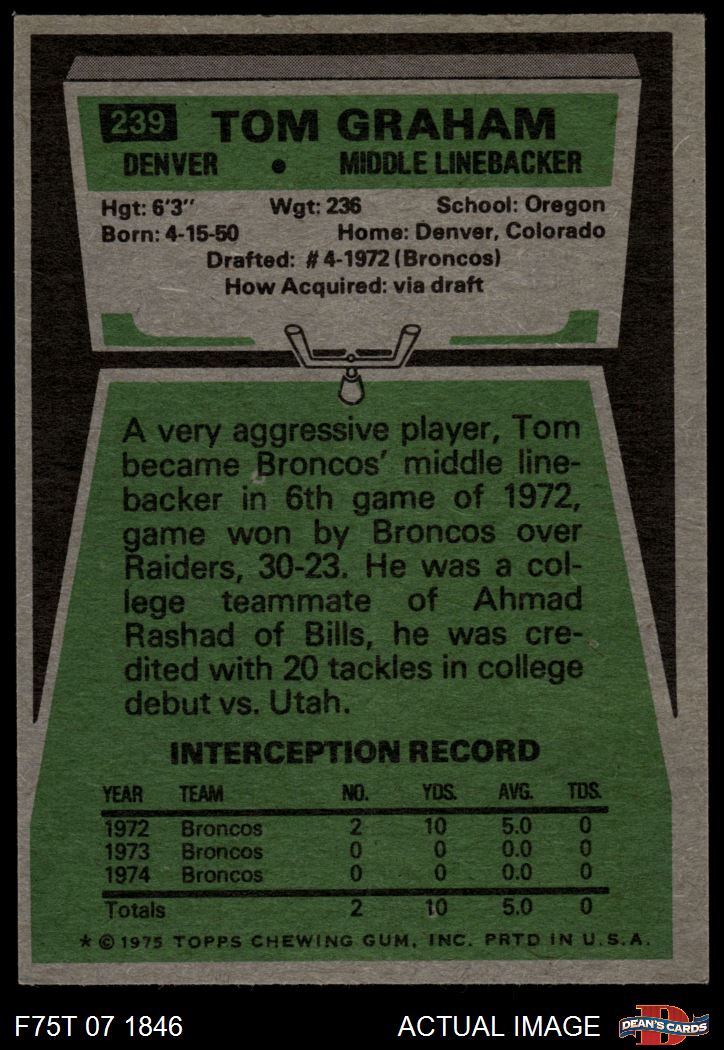 239 TOM GRAHAM
DENVER • MIDDLE LINEBACKER
Hgt: 6'3" Wgt: 236 School: Oregon
Born: 4-15-50 Home: Denver, Colorado
Drafted: #4-1972 (Broncos)
How Acquired: via draft
A very aggressive player, Tom
became Broncos' middle line-
backer in 6th game of 1972,
game won by Broncos over
Raiders, 30-23. He was a col-
lege teammate of Ahmad
Rashad of Bills, he was cre-
dited with 20 tackles in college
debut vs. Utah.
INTERCEPTION RECORD
YEAR TEAM NO. YDS. AVG. TDS.
1972 Broncos 2 10 5.0 0
1973 Broncos 0 0 0.0 0
1974 Broncos 0 0 0.0 0
Totals 2 10 5.0 0
* © 1975 TOPPS CHEWING GUM, INC. PRTD IN U.S.A.
F75T 07 1846 ACTUAL IMAGE D DEAN'S CARDS